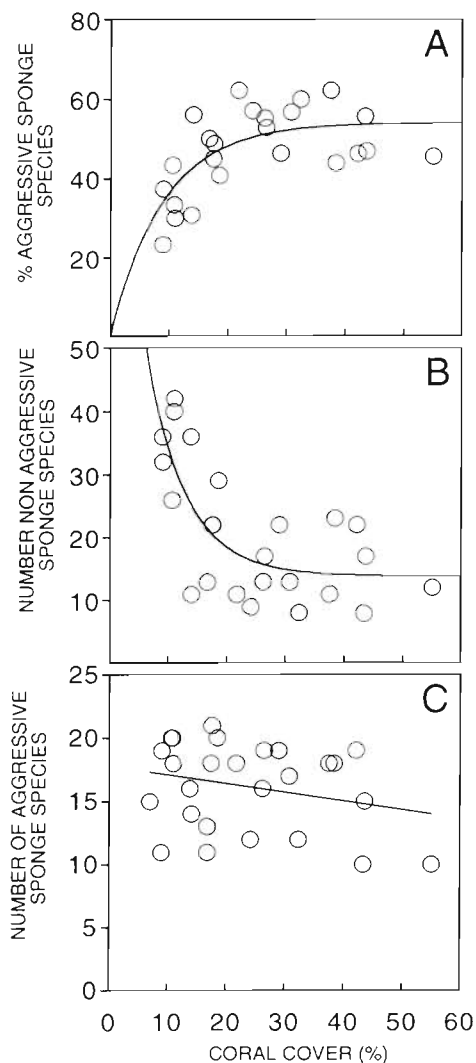 80
60
40
20
% AGGRESSIVE SPONGE
SPECIES
A
50
40
30
20
10
NUMBER NON AGGRESSIVE
SPONGE SPECIES
B
25
20
15
10
5
0
NUMBER OF AGGRESSIVE
SPONGE SPECIES
C
0 10 20 30 40 50 60
CORAL COVER (%)